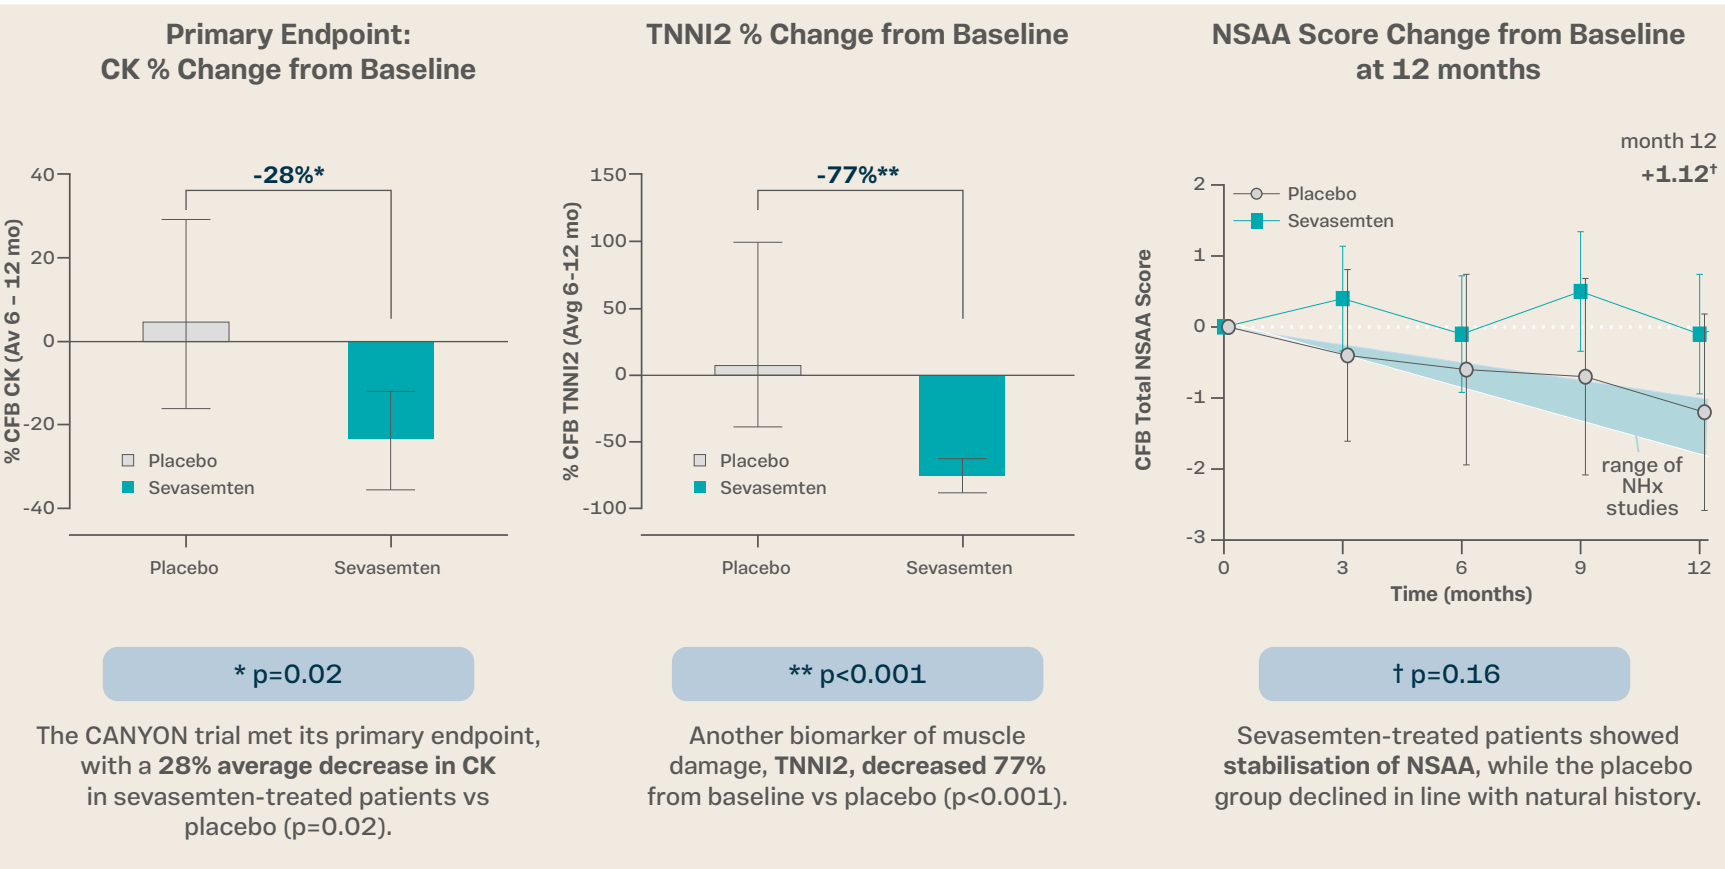 Primary Endpoint:
CK % Change from Baseline
-28%*
% CFB CK (Av 6 – 12 mo)
40
20
0
-20
-40
Placebo
Sevasemten
Placebo
Sevasemten
* p=0.02
The CANYON trial met its primary endpoint,
with a 28% average decrease in CK
in sevasemten-treated patients vs
placebo (p=0.02).
TNNI2 % Change from Baseline
-77%**
% CFB TNNI2 (Avg 6-12 mo)
150
100
50
0
-50
-100
Placebo
Sevasemten
Placebo
Sevasemten
** p<0.001
Another biomarker of muscle
damage, TNNI2, decreased 77%
from baseline vs placebo (p<0.001).
NSAA Score Change from Baseline
at 12 months
month 12
+1.12†
Placebo
Sevasemten
CFB Total NSAA Score
2
1
0
-1
-2
-3
range of
NHx
studies
0
3
6
9
12
Time (months)
† p=0.16
Sevasemten-treated patients showed
stabilisation of NSAA, while the placebo
group declined in line with natural history.